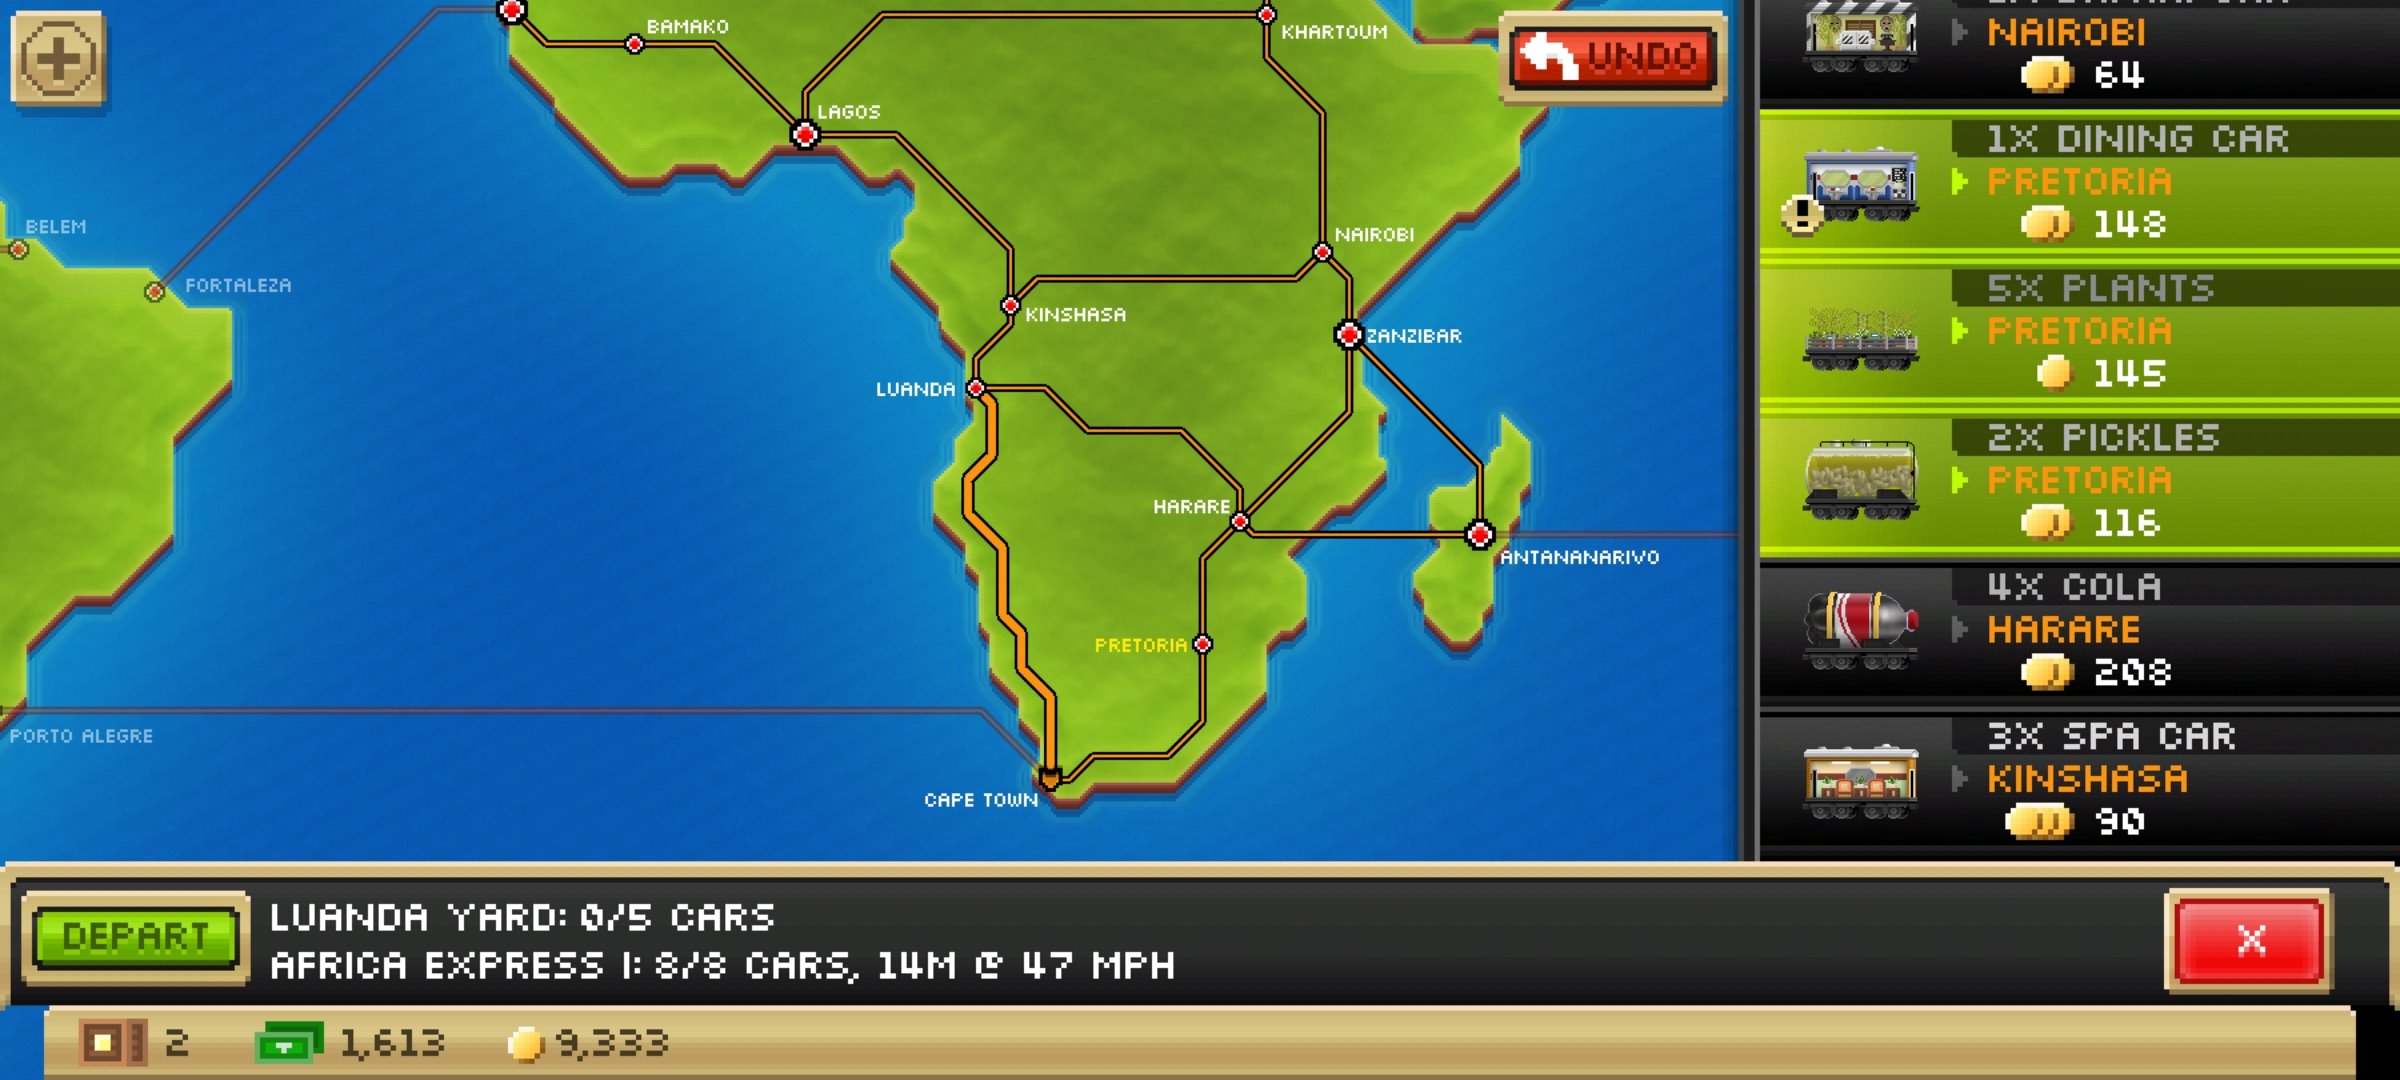 BAMAKO
KHARTOUM
UNDO
LAGOS
BELEM
FORTALEZA
NAIROBI
KINSHASA
ZANZIBAR
LUANDA
HARARE
ANTANANARIVO
PRETORIA
PORTO ALEGRE
CAPE TOWN
NAIROBI
64
1X DINING CAR
PRETORIA
148
5X PLANTS
PRETORIA
145
2X PICKLES
PRETORIA
116
4X COLA
HARARE
208
3X SPA CAR
KINSHASA
90
DEPART
LUANDA YARD: 0/5 CARS
AFRICA EXPRESS I: 8/8 CARS, 14M @ 47 MPH
X
2
1,613
9,333